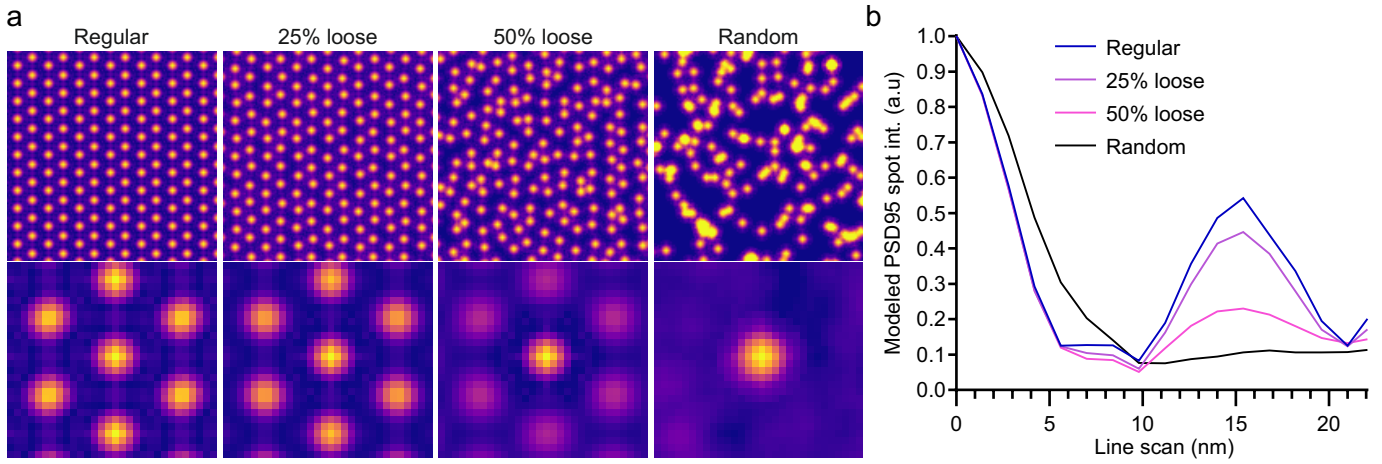 a
Regular 25% loose 50% loose Random
b
Modeled PSD95 spot int. (a.u)
1.0
0.9
0.8
0.7
0.6
0.5
0.4
0.3
0.2
0.1
0.0
Regular
25% loose
50% loose
Random
0 5 10 15 20
Line scan (nm)